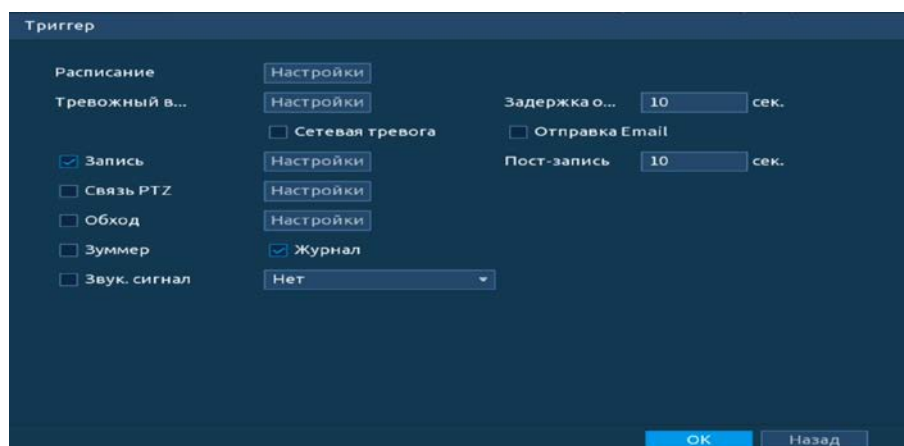 Триггер
Расписание Настройки
Тревожный в... Настройки Задержка о... 10 сек.
Сетевая тревога Отправка Email
Запись Настройки Пост-запись 10 сек.
Связь PTZ Настройки
Обход Настройки
Зуммер Журнал
Звук. сигнал Нет
OK Назад